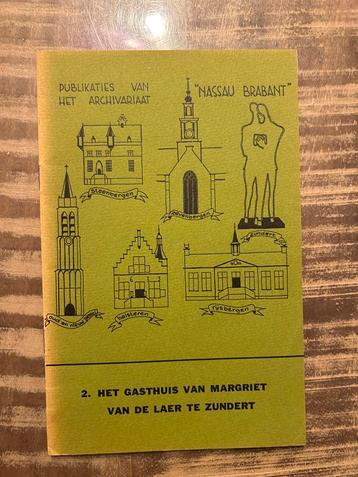 PUBLIKATIES VAN
HET ARCHIVARIAAT
"NASSAU BRABANT"
Steenbergen
Zevenbergen
Zundert
oud en nieuw gastel
halsteren
rijsbergen
2. HET GASTHUIS VAN MARGRIET
VAN DE LAER TE ZUNDERT